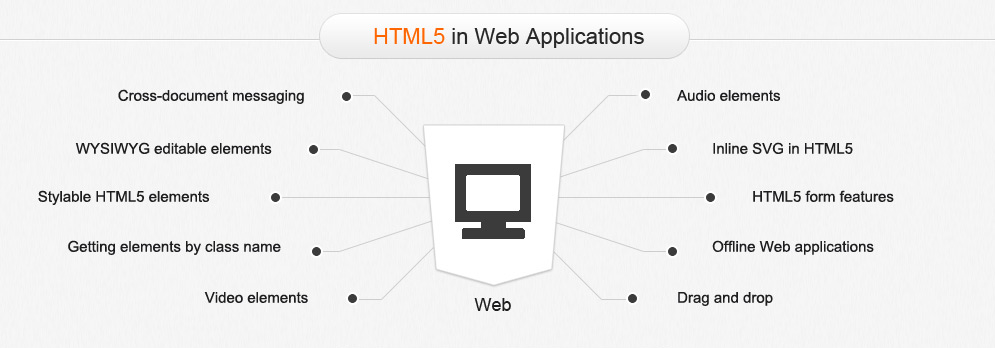 HTML5 in Web Applications
Cross-document messaging
WYSIWYG editable elements
Stylable HTML5 elements
Getting elements by class name
Video elements
Audio elements
Inline SVG in HTML5
HTML5 form features
Offline Web applications
Drag and drop
Web